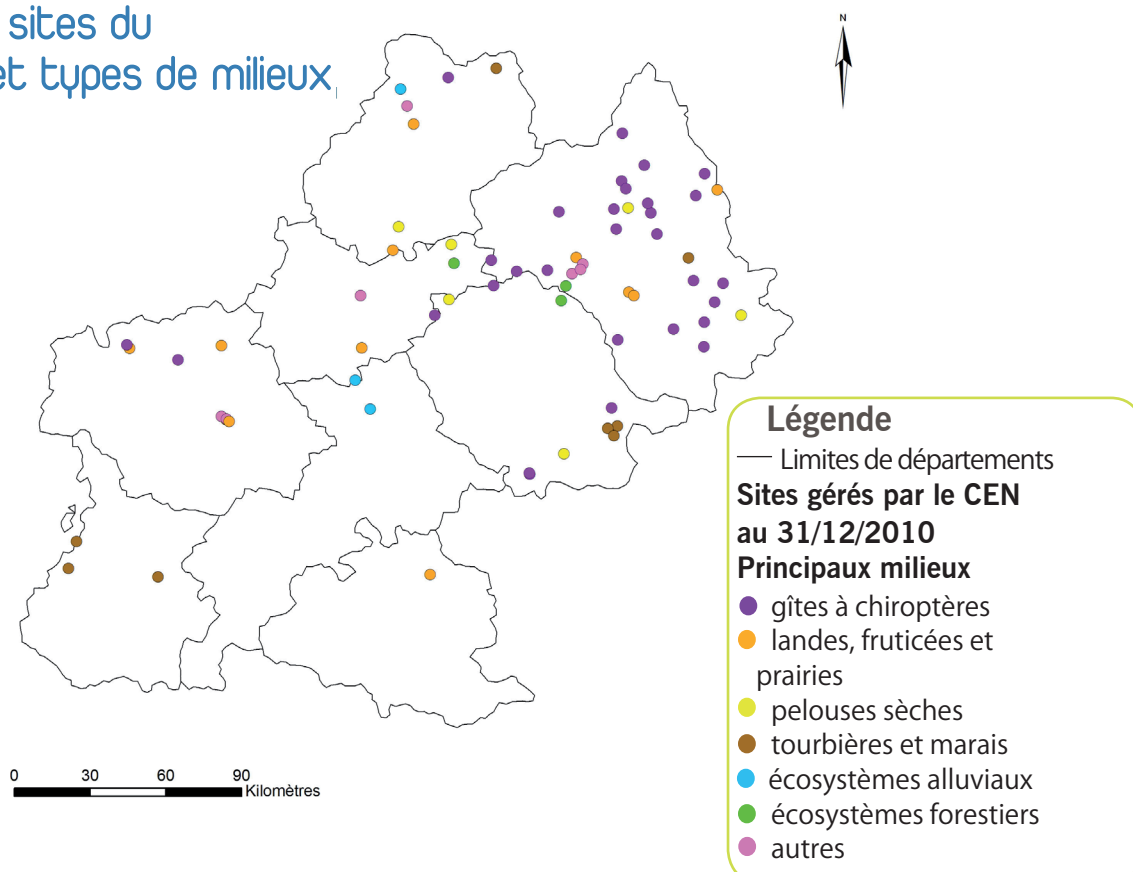 sites du
et types de milieux,
N
Légende
Limites de départements
Sites gérés par le CEN
au 31/12/2010
Principaux milieux
gîtes à chiroptères
landes, fruticées et
prairies
pelouses sèches
tourbières et marais
écosystèmes alluviaux
écosystèmes forestiers
autres
0 30 60 90
Kilomètres